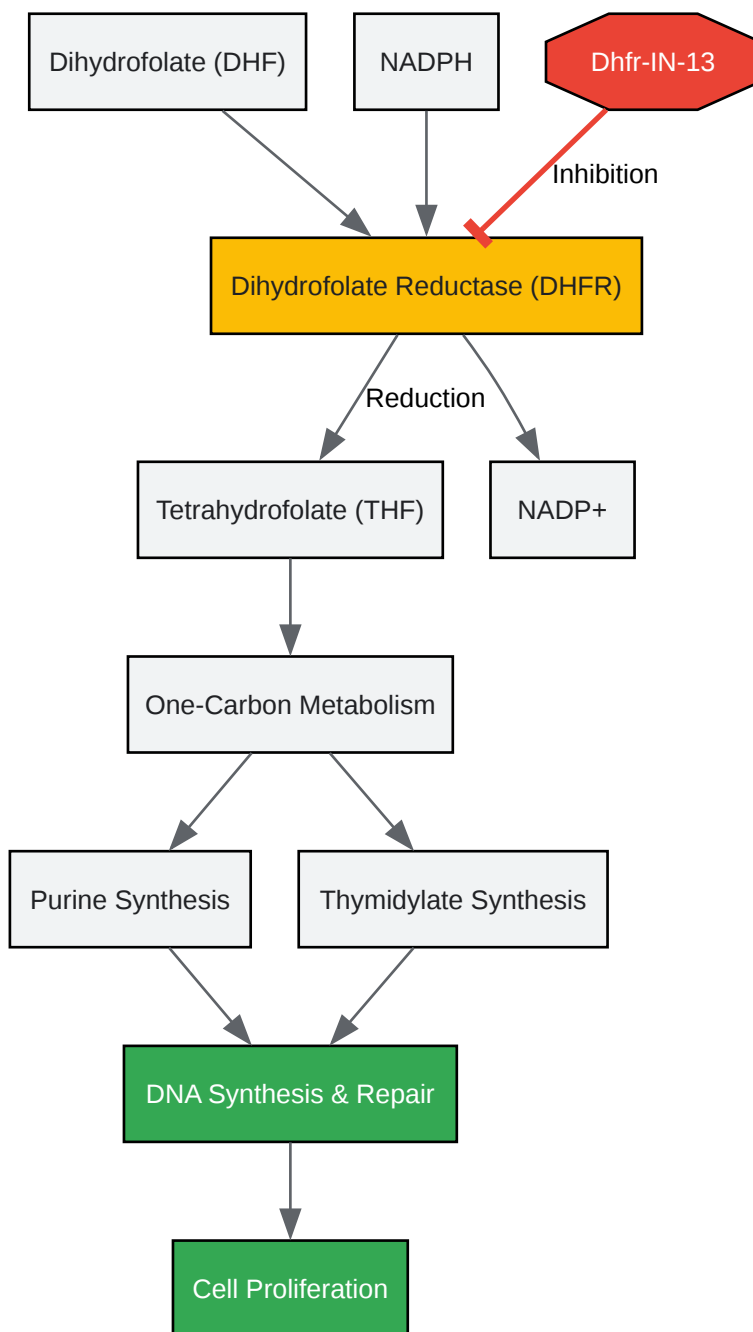 Dihydrofolate (DHF)
NADPH
Dhfr-IN-13
Inhibition
Dihydrofolate Reductase (DHFR)
Reduction
Tetrahydrofolate (THF)
NADP+
One-Carbon Metabolism
Purine Synthesis
Thymidylate Synthesis
DNA Synthesis & Repair
Cell Proliferation